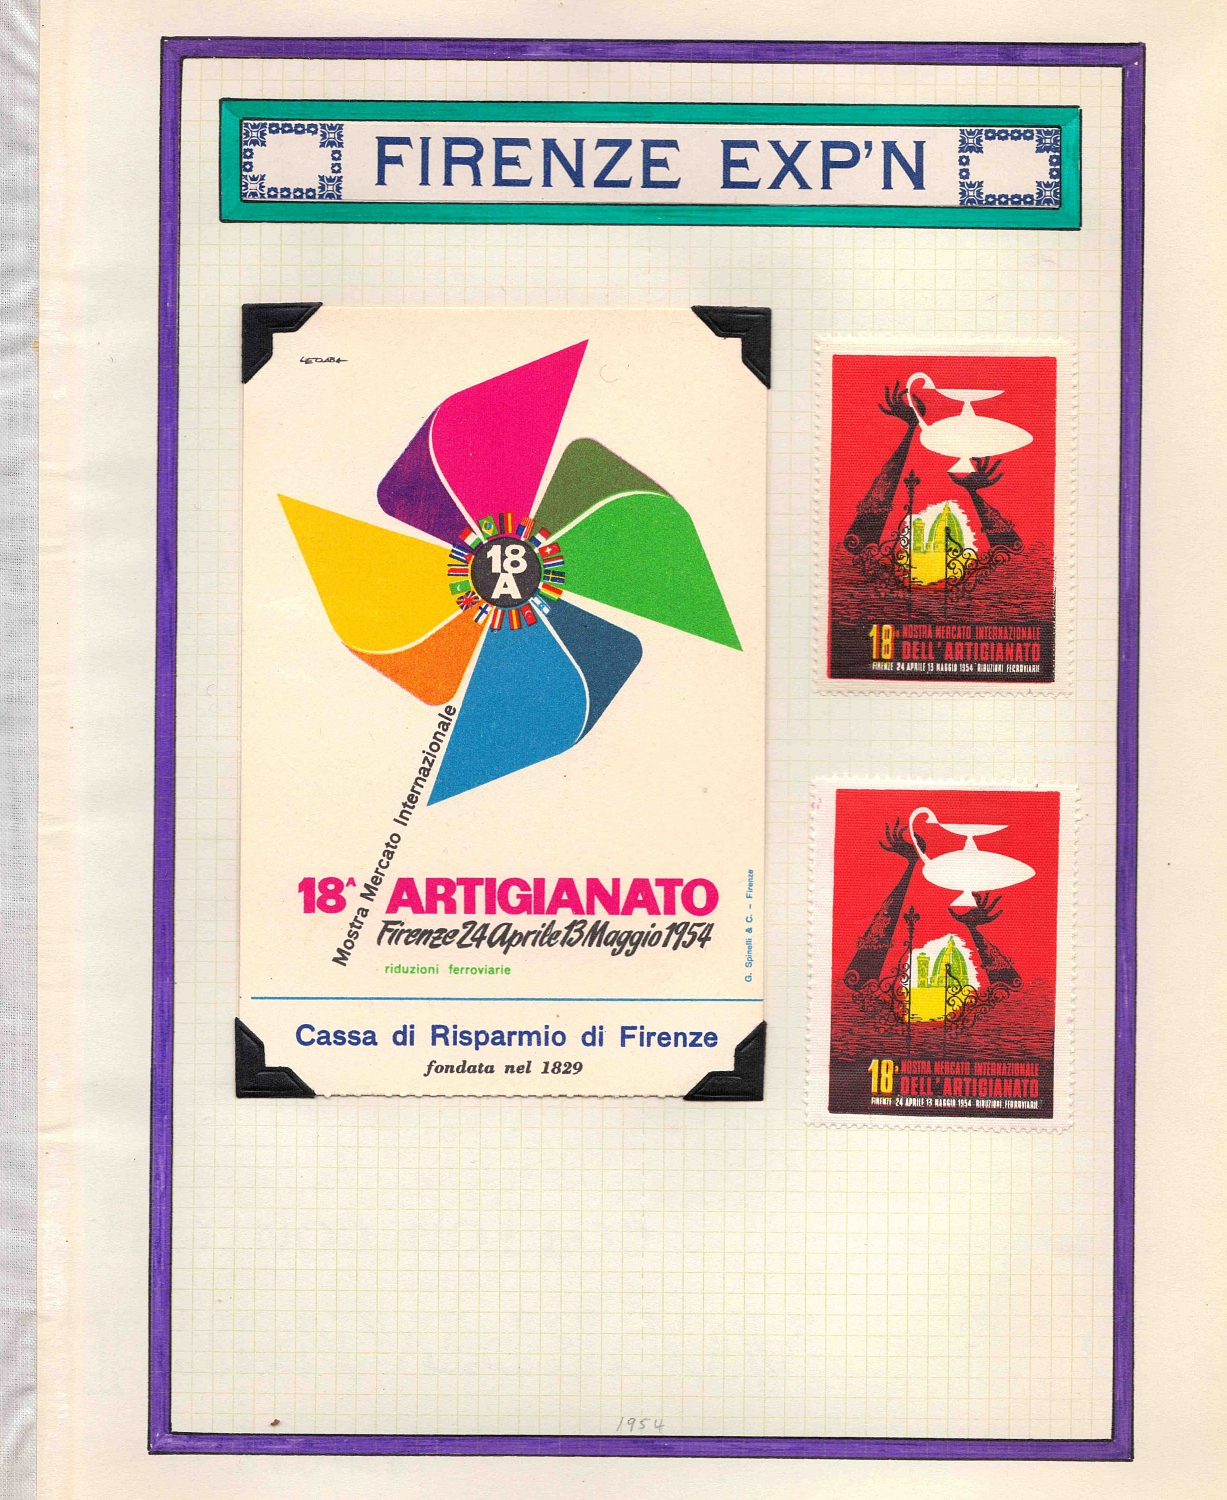 FIRENZE EXP'N
LEOABA
18
A
Mostra Mercato Internazionale
18ª ARTIGIANATO
Firenze 24 Aprile 13 Maggio 1954
riduzioni ferroviarie
G. Spinelli & C. - Firenze
Cassa di Risparmio di Firenze
fondata nel 1829
18ª MOSTRA MERCATO INTERNAZIONALE
DELL'ARTIGIANATO
FIRENZE 24 APRILE 13 MAGGIO 1954 RIDUZIONI FERROVIARIE
18ª MOSTRA MERCATO INTERNAZIONALE
DELL'ARTIGIANATO
FIRENZE 24 APRILE 13 MAGGIO 1954 RIDUZIONI FERROVIARIE
1954